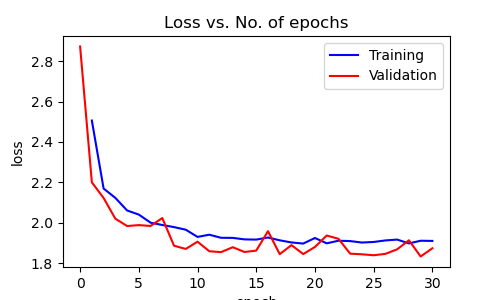 Loss vs. No. of epochs
Training
Validation
loss
2.8
2.6
2.4
2.2
2.0
1.8
0 5 10 15 20 25 30
epoch